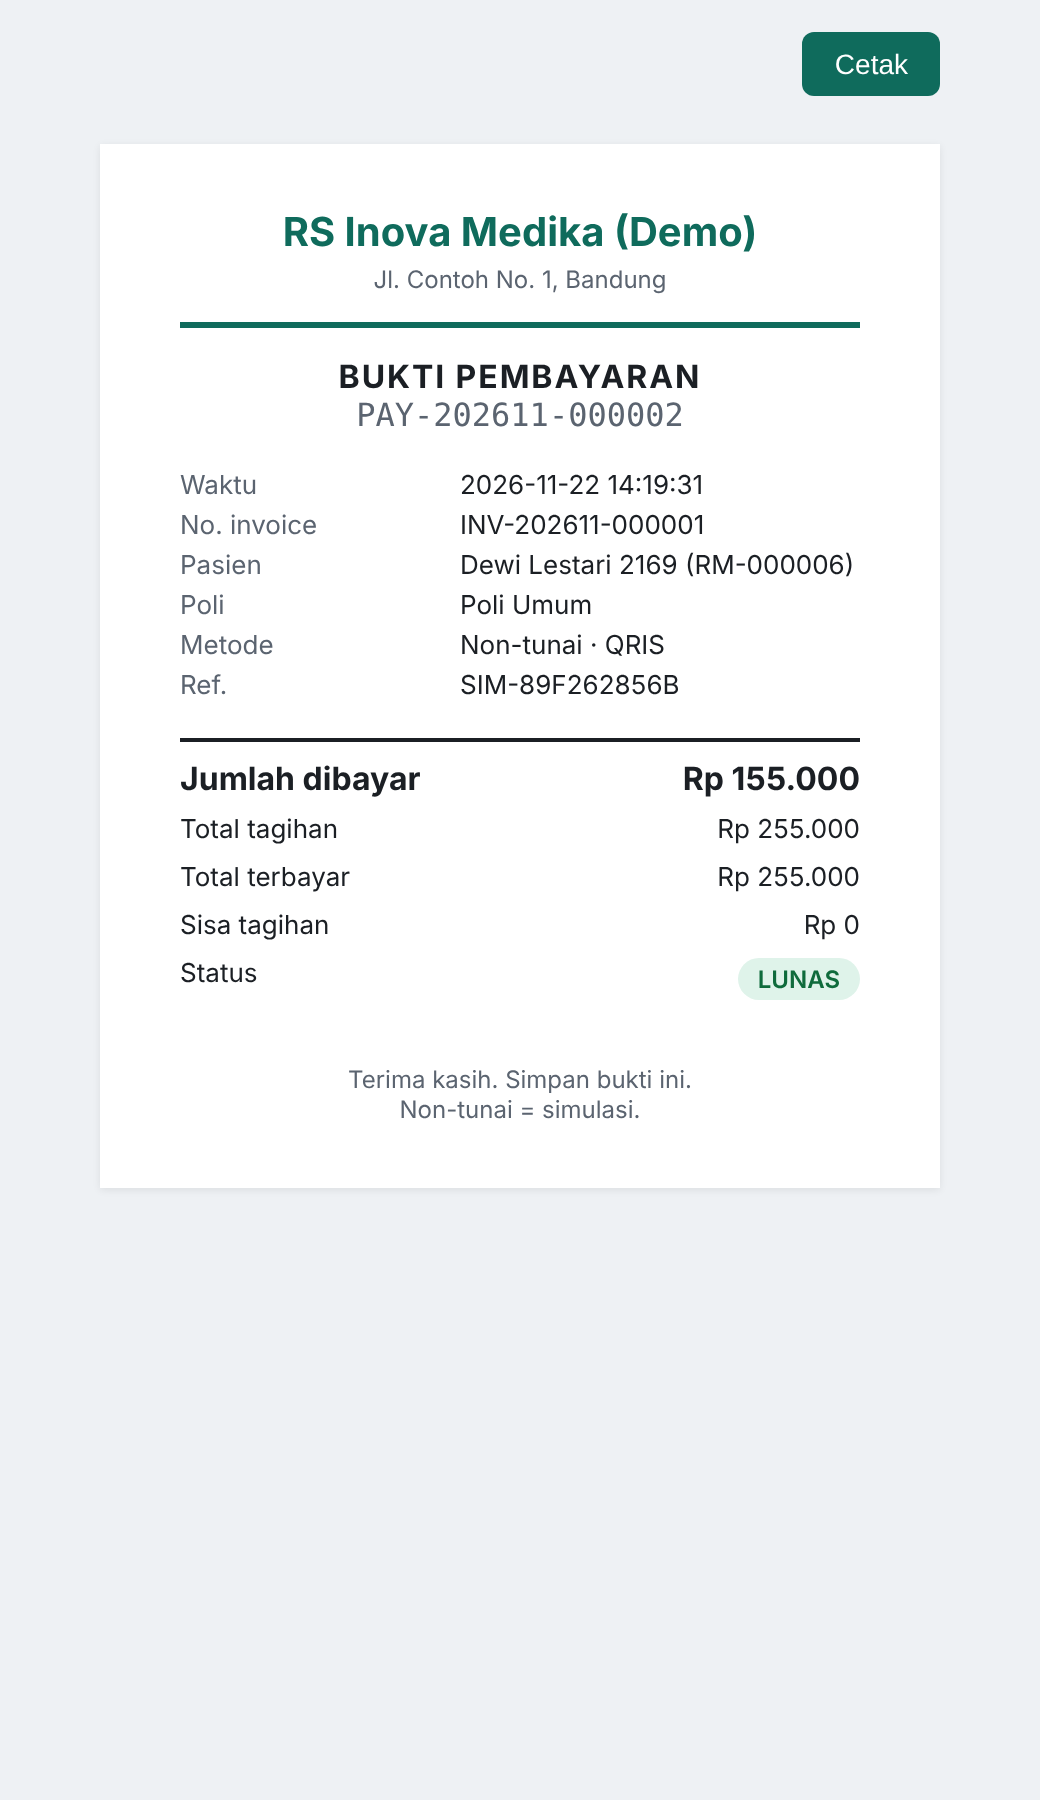 Cetak
RS Inova Medika (Demo)
Jl. Contoh No. 1, Bandung
BUKTI PEMBAYARAN
PAY-202611-000002
Waktu 2026-11-22 14:19:31
No. invoice INV-202611-000001
Pasien Dewi Lestari 2169 (RM-000006)
Poli Poli Umum
Metode Non-tunai · QRIS
Ref. SIM-89F262856B
Jumlah dibayar Rp 155.000
Total tagihan Rp 255.000
Total terbayar Rp 255.000
Sisa tagihan Rp 0
Status LUNAS
Terima kasih. Simpan bukti ini.
Non-tunai = simulasi.